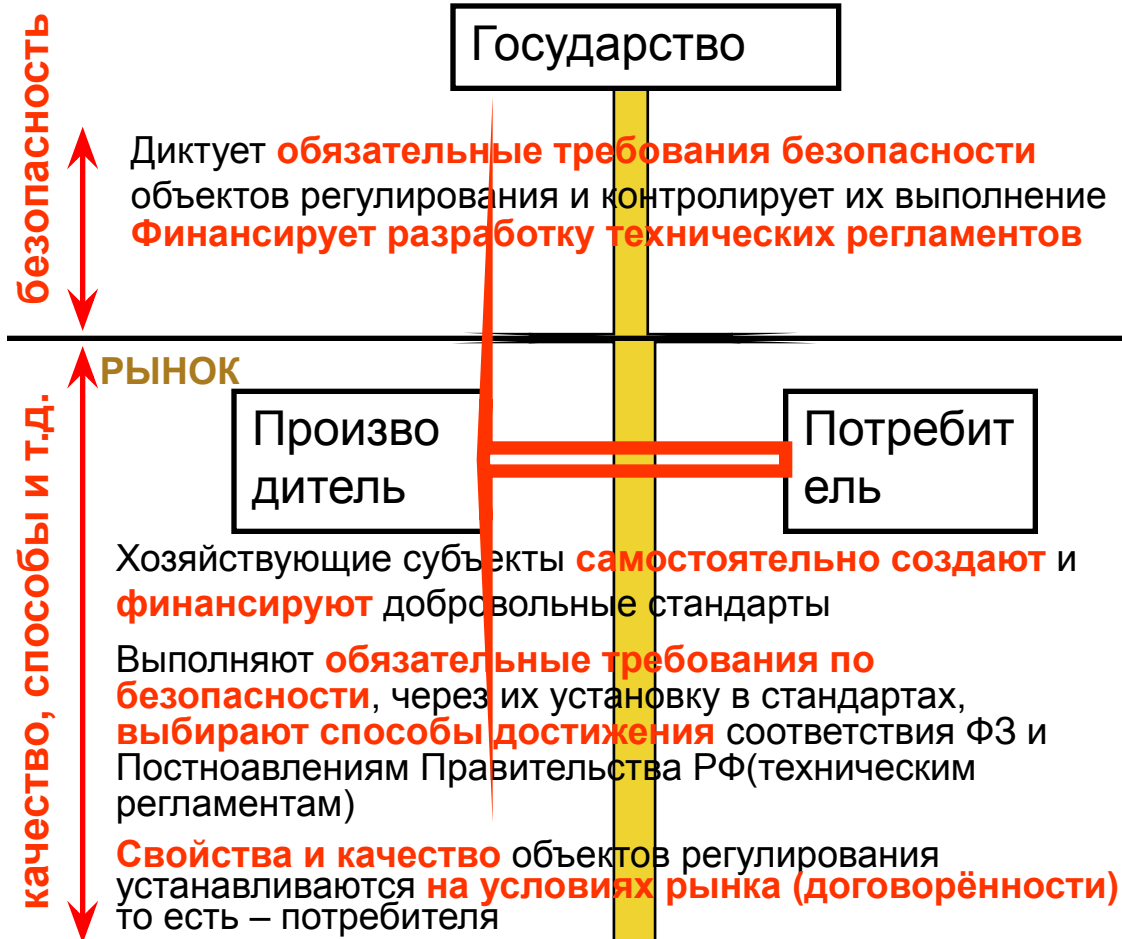 безопасность
Государство
Диктует обязательные требования безопасности
объектов регулирования и контролирует их выполнение
Финансирует разработку технических регламентов
качество, способы и т.д.
РЫНОК
Произво
дитель
Потребит
ель
Хозяйствующие субъекты самостоятельно создают и
финансируют добровольные стандарты
Выполняют обязательные требования по
безопасности, через их установку в стандартах,
выбирают способы достижения соответствия ФЗ и
Постноавлениям Правительства РФ(техническим
регламентам)
Свойства и качество объектов регулирования
устанавливаются на условиях рынка (договорённости)
то есть – потребителя